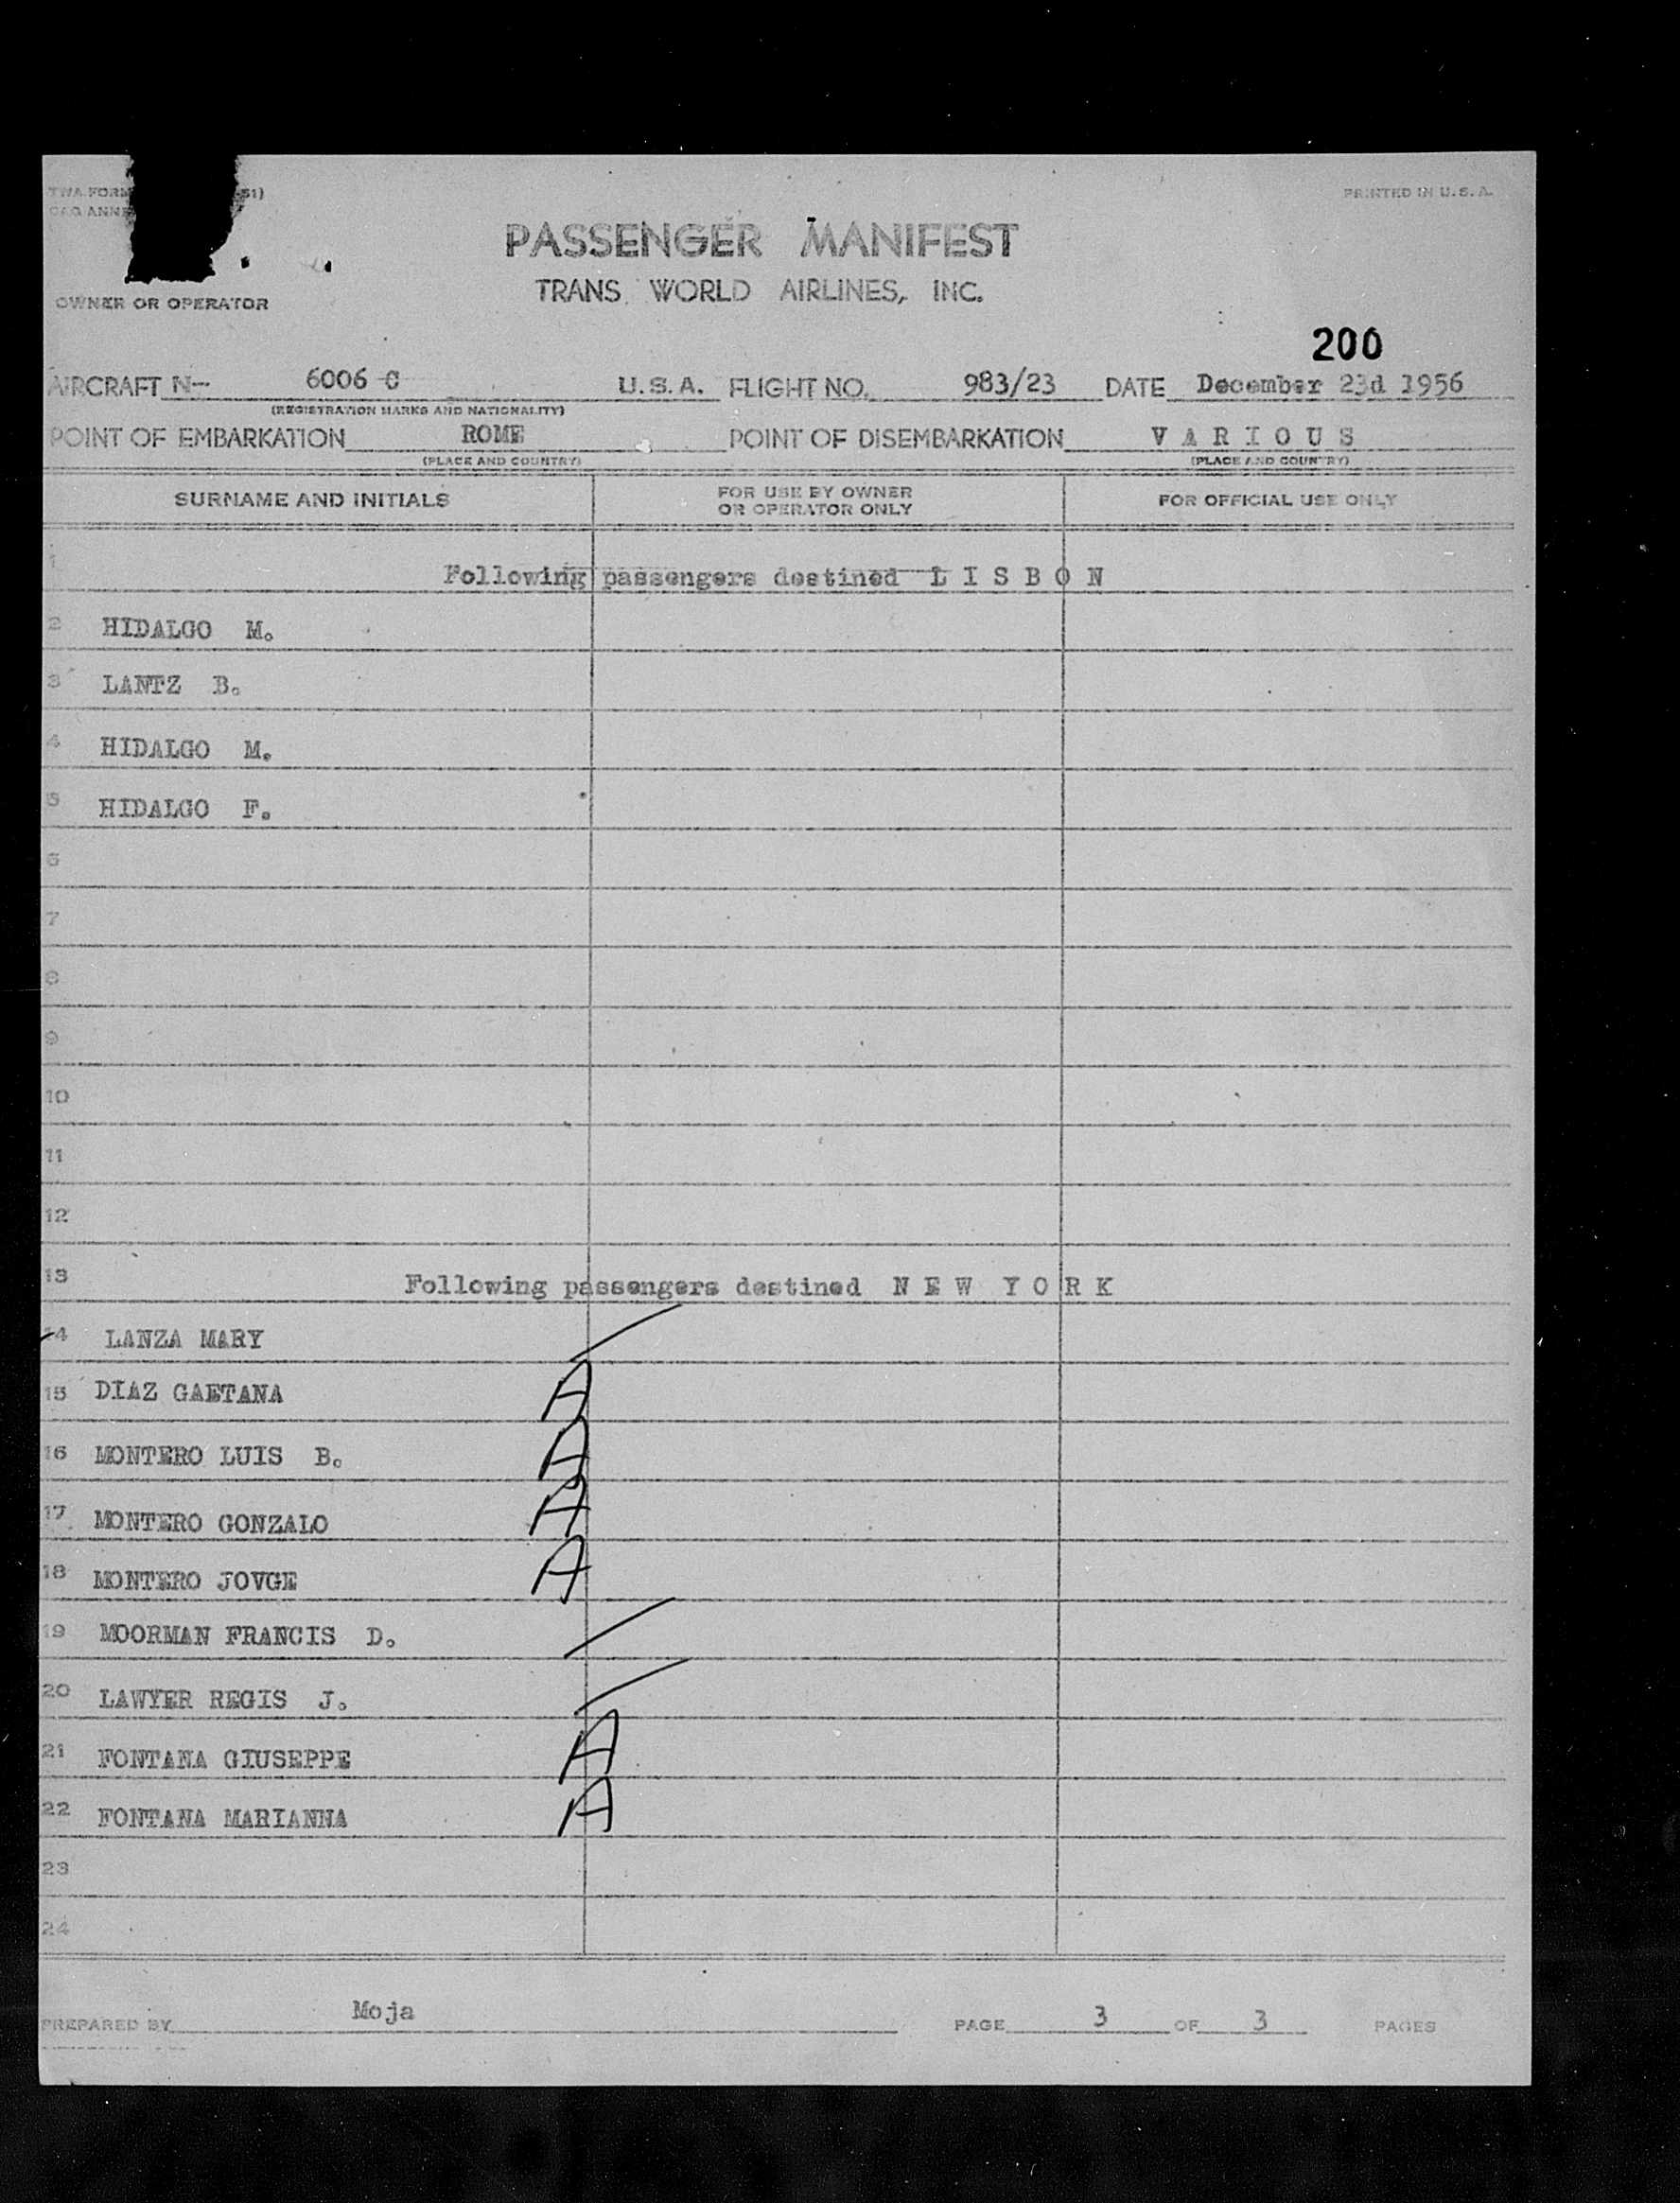 TWA FORM 51)
ANNE
PRINTED IN U.S.A.
PASSENGER MANIFEST
TRANS WORLD AIRLINES, INC.
OWNER OR OPERATOR
200
AIRCRAFT N- 6006 C U.S.A. FLIGHT NO. 983/23 DATE December 23d 1956
(REGISTRATION MARKS AND NATIONALITY)
POINT OF EMBARKATION ROME POINT OF DISEMBARKATION V A R I O U S
(PLACE AND COUNTRY) (PLACE AND COUNTRY)
SURNAME AND INITIALS FOR USE BY OWNER OR OPERATOR ONLY FOR OFFICIAL USE ONLY
1 Following passengers destined L I S B O N
2 HIDALGO M.
3 LANTZ B.
4 HIDALGO M.
5 HIDALGO F.
6
7
8
9
10
11
12
13 Following passengers destined N E W Y O R K
14 LANZA MARY
15 DIAZ GAETANA A
16 MONTERO LUIS B. A
17 MONTERO GONZALO A
18 MONTERO JOVGE A
19 MOORMAN FRANCIS D.
20 LAWYER REGIS J.
21 FONTANA GIUSEPPE A
22 FONTANA MARIANNA A
23
24
PREPARED BY Moja PAGE 3 OF 3 PAGES